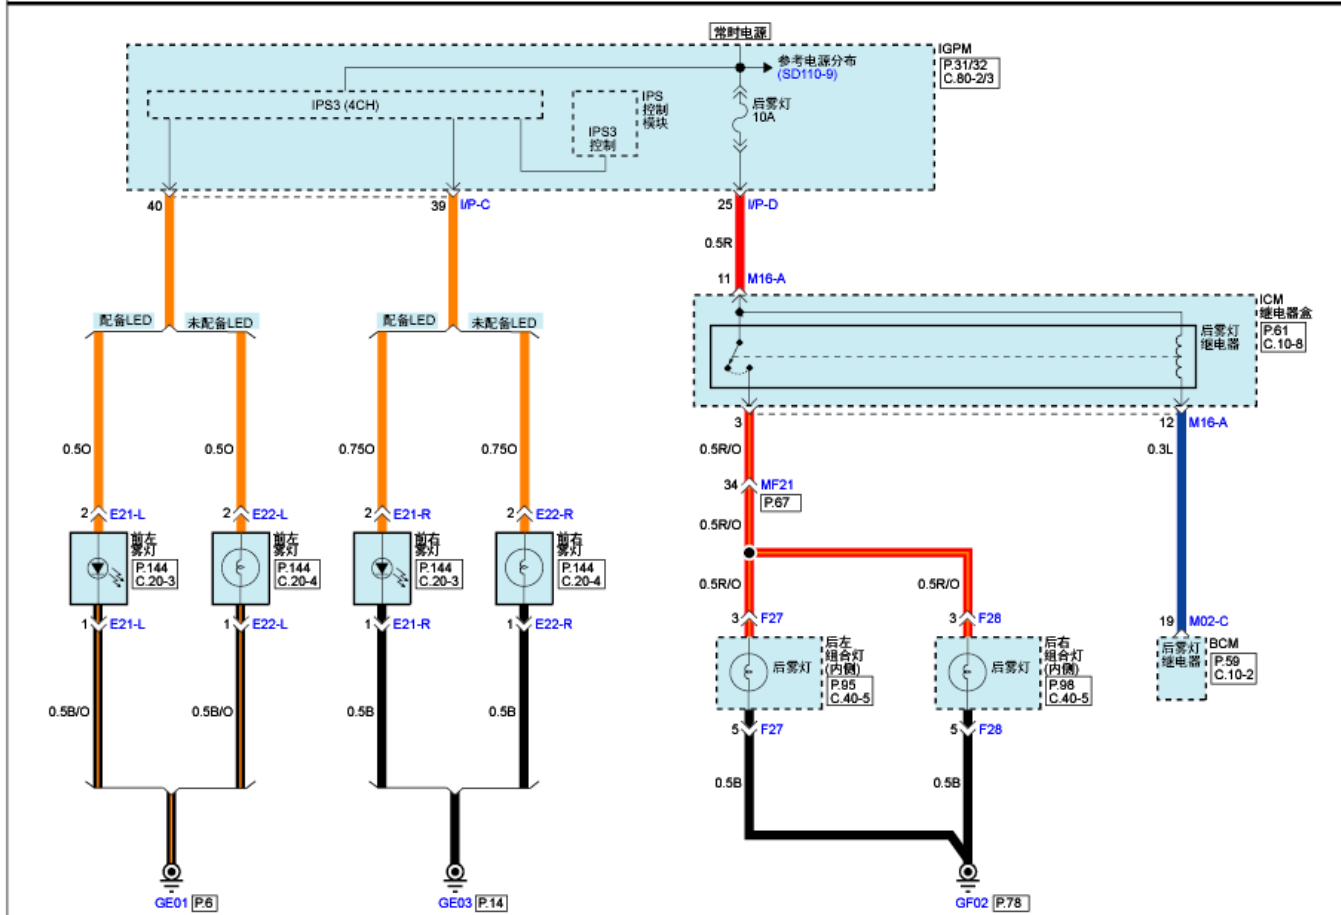 常时电源
IGPM
P.31/32
C.80-2/3
参考电源分布
(SD110-9)
IPS3 (4CH)
IPS
控制
模块
IPS3
控制
后雾灯
10A
40
39
I/P-C
25
I/P-D
0.5R
11
M16-A
ICM
继电器盒
P.61
C.10-8
后雾灯
继电器
配备LED
未配备LED
配备LED
未配备LED
3
12
M16-A
0.5O
0.5O
0.75O
0.75O
0.5R/O
0.3L
34
MF21
P.67
0.5R/O
2
E21-L
2
E22-L
2
E21-R
2
E22-R
前左
雾灯
P.144
C.20-3
前左
雾灯
P.144
C.20-4
前右
雾灯
P.144
C.20-3
前右
雾灯
P.144
C.20-4
0.5R/O
0.5R/O
1
E21-L
1
E22-L
1
E21-R
1
E22-R
3
F27
3
F28
19
M02-C
后雾灯
后左
组合灯
(内侧)
P.95
C.40-5
后雾灯
后右
组合灯
(内侧)
P.98
C.40-5
后雾灯
继电器
BCM
P.59
C.10-2
0.5B/O
0.5B/O
0.5B
0.5B
5
F27
5
F28
0.5B
0.5B
GE01
P.6
GE03
P.14
GF02
P.78